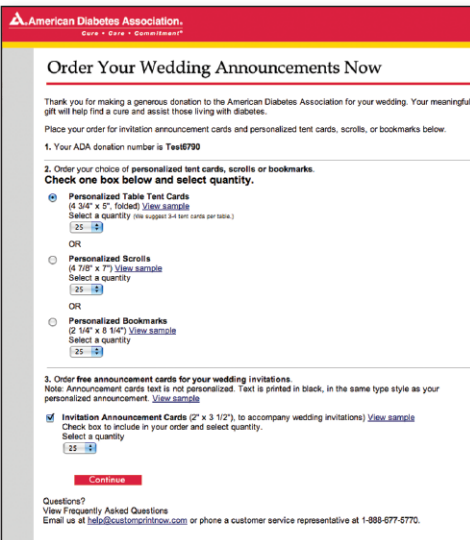 American Diabetes Association.
Cure • Care • Commitment®
Order Your Wedding Announcements Now
Thank you for making a generous donation to the American Diabetes Association for your wedding. Your meaningful
gift will help find a cure and assist those living with diabetes.
Place your order for invitation announcement cards and personalized tent cards, scrolls, or bookmarks below.
1. Your ADA donation number is Test6790
2. Order your choice of personalized tent cards, scrolls or bookmarks.
Check one box below and select quantity.
Personalized Table Tent Cards
(4 3/4" x 5", folded) View sample
Select a quantity (We suggest 3-4 tent cards per table.)
25
OR
Personalized Scrolls
(4 7/8" x 7") View sample
Select a quantity
25
OR
Personalized Bookmarks
(2 1/4" x 8 1/4") View sample
Select a quantity
25
3. Order free announcement cards for your wedding invitations.
Note: Announcement cards text is not personalized. Text is printed in black, in the same type style as your
personalized announcement. View sample
Invitation Announcement Cards (2" x 3 1/2"), to accompany wedding invitations) View sample
Check box to include in your order and select quantity.
Select a quantity
25
Continue
Questions?
View Frequently Asked Questions
Email us at help@customprintnow.com or phone a customer service representative at 1-888-677-5770.